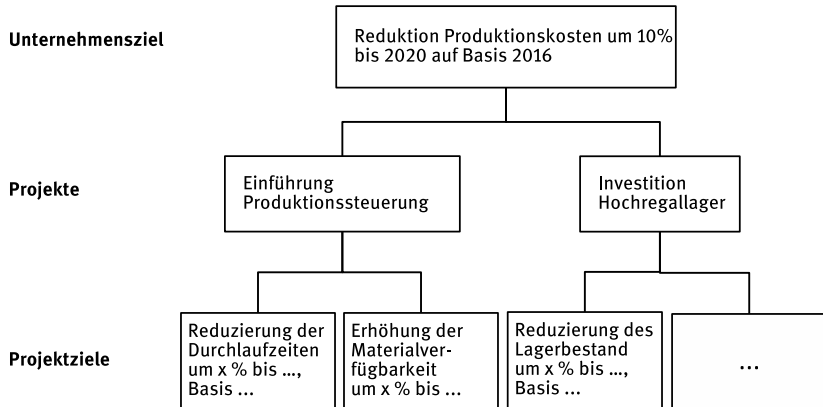 Unternehmensziel
Reduktion Produktionskosten um 10%
bis 2020 auf Basis 2016
Projekte
Einführung
Produktionssteuerung
Investition
Hochregallager
Projektziele
Reduzierung der
Durchlaufzeiten
um x % bis ...,
Basis ...
Erhöhung der
Materialver-
fügbarkeit
um x % bis ...
Reduzierung des
Lagerbestand
um x % bis ...,
Basis ...
...